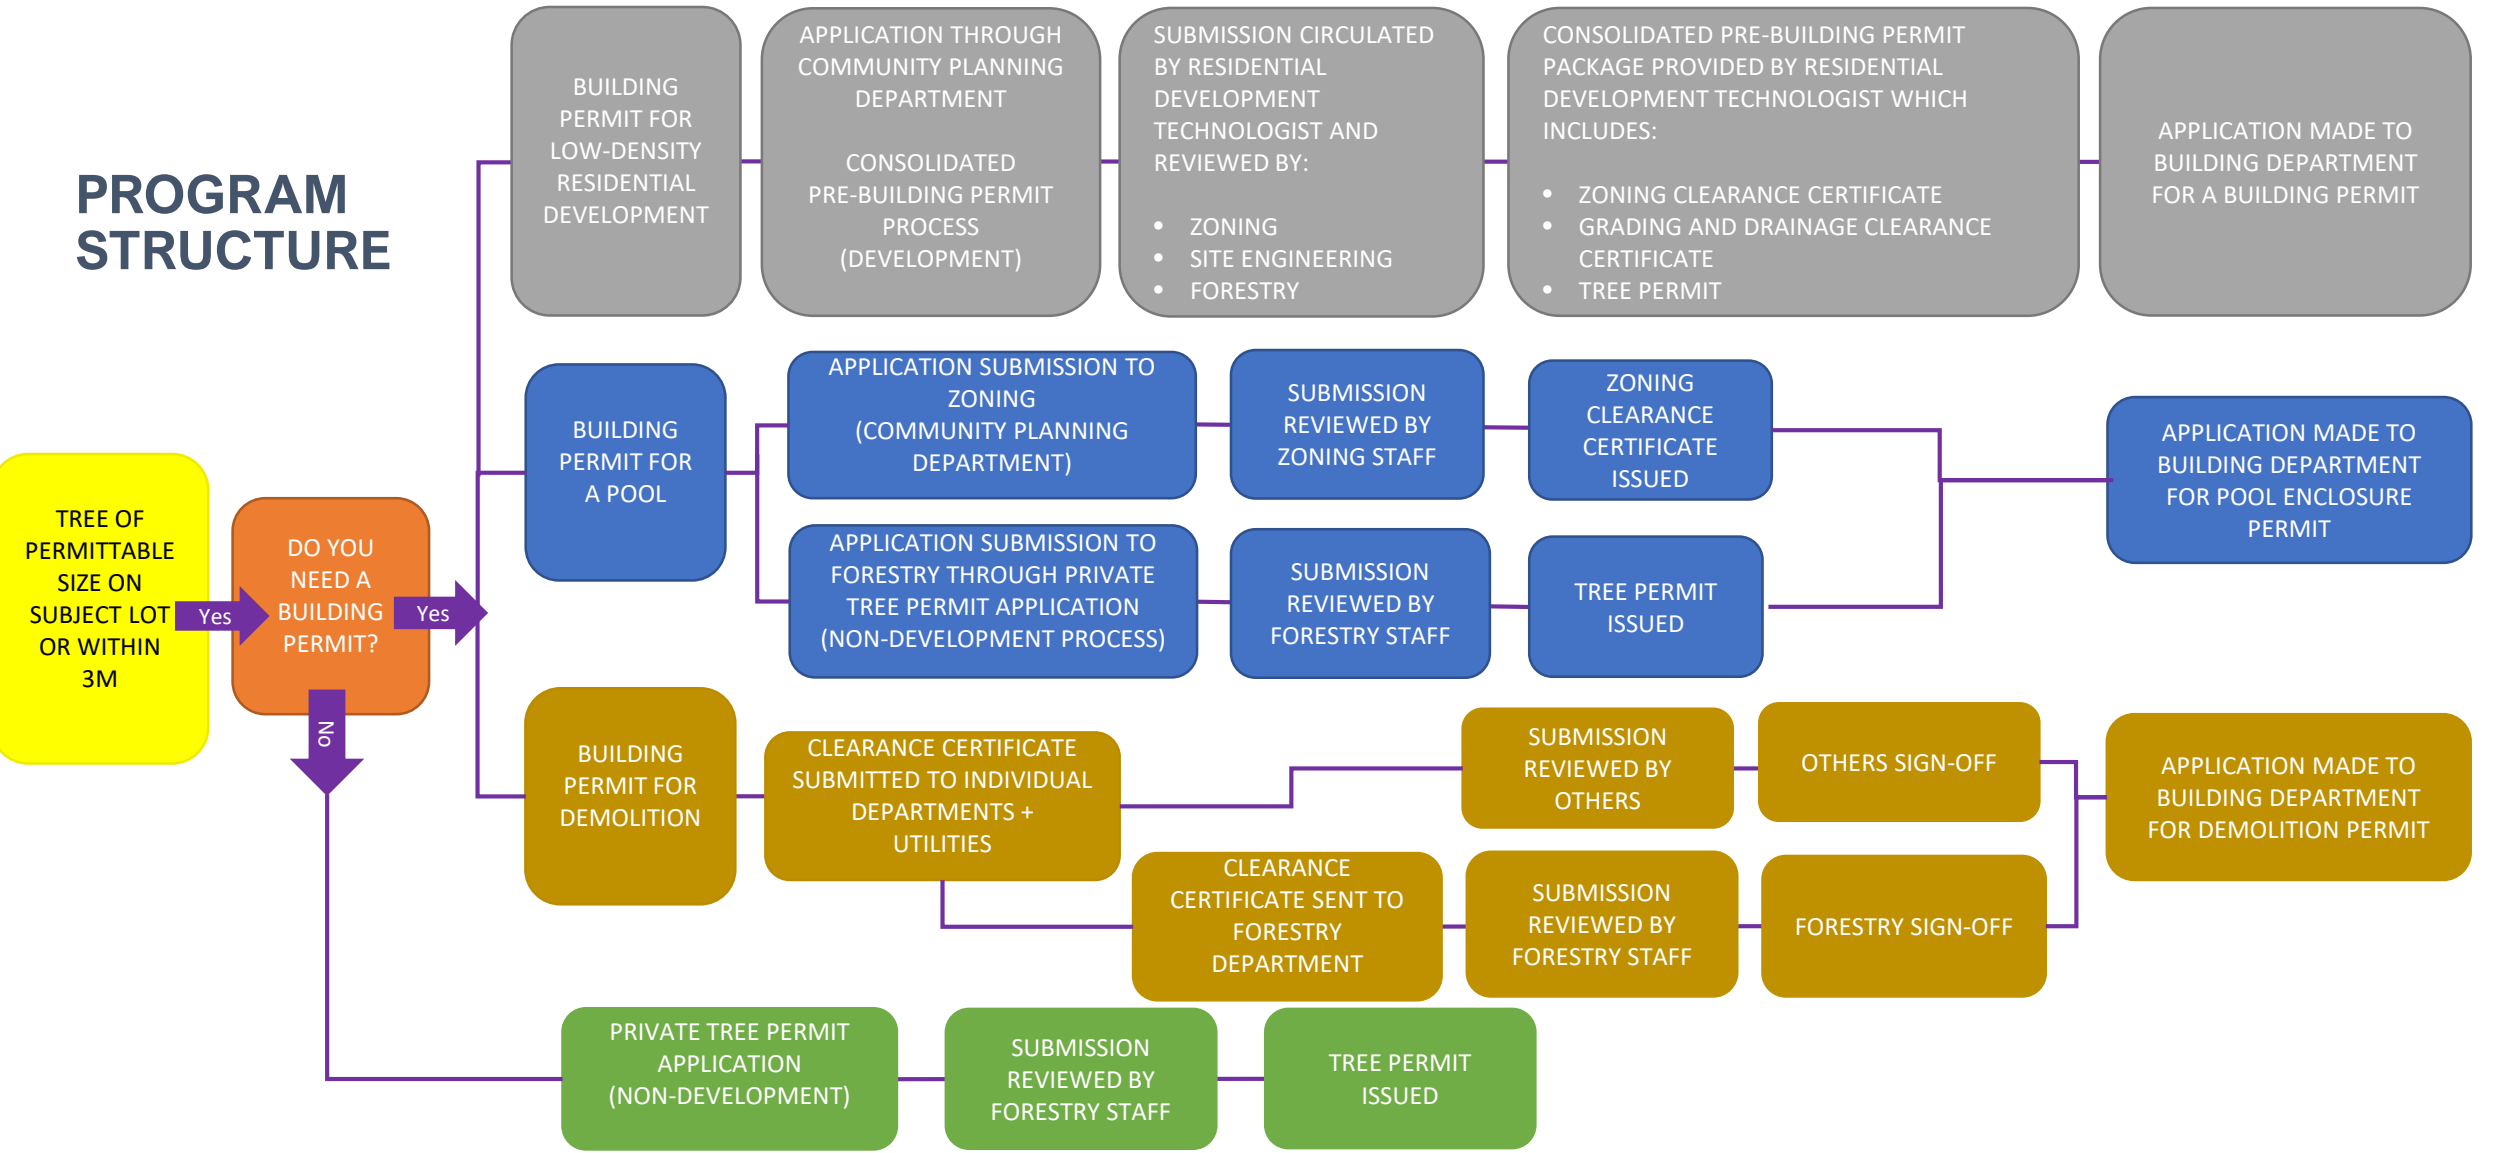 PROGRAM
STRUCTURE
TREE OF
PERMITTABLE
SIZE ON
SUBJECT LOT
OR WITHIN
3M
Yes
DO YOU
NEED A
BUILDING
PERMIT?
Yes
No
BUILDING
PERMIT FOR
LOW-DENSITY
RESIDENTIAL
DEVELOPMENT
APPLICATION THROUGH
COMMUNITY PLANNING
DEPARTMENT
CONSOLIDATED
PRE-BUILDING PERMIT
PROCESS
(DEVELOPMENT)
SUBMISSION CIRCULATED
BY RESIDENTIAL
DEVELOPMENT
TECHNOLOGIST AND
REVIEWED BY:
• ZONING
• SITE ENGINEERING
• FORESTRY
CONSOLIDATED PRE-BUILDING PERMIT
PACKAGE PROVIDED BY RESIDENTIAL
DEVELOPMENT TECHNOLOGIST WHICH
INCLUDES:
• ZONING CLEARANCE CERTIFICATE
• GRADING AND DRAINAGE CLEARANCE
CERTIFICATE
• TREE PERMIT
APPLICATION MADE TO
BUILDING DEPARTMENT
FOR A BUILDING PERMIT
BUILDING
PERMIT FOR
A POOL
APPLICATION SUBMISSION TO
ZONING
(COMMUNITY PLANNING
DEPARTMENT)
SUBMISSION
REVIEWED BY
ZONING STAFF
ZONING
CLEARANCE
CERTIFICATE
ISSUED
APPLICATION SUBMISSION TO
FORESTRY THROUGH PRIVATE
TREE PERMIT APPLICATION
(NON-DEVELOPMENT PROCESS)
SUBMISSION
REVIEWED BY
FORESTRY STAFF
TREE PERMIT
ISSUED
APPLICATION MADE TO
BUILDING DEPARTMENT
FOR POOL ENCLOSURE
PERMIT
BUILDING
PERMIT FOR
DEMOLITION
CLEARANCE CERTIFICATE
SUBMITTED TO INDIVIDUAL
DEPARTMENTS +
UTILITIES
SUBMISSION
REVIEWED BY
OTHERS
OTHERS SIGN-OFF
CLEARANCE
CERTIFICATE SENT TO
FORESTRY
DEPARTMENT
SUBMISSION
REVIEWED BY
FORESTRY STAFF
FORESTRY SIGN-OFF
APPLICATION MADE TO
BUILDING DEPARTMENT
FOR DEMOLITION PERMIT
PRIVATE TREE PERMIT
APPLICATION
(NON-DEVELOPMENT)
SUBMISSION
REVIEWED BY
FORESTRY STAFF
TREE PERMIT
ISSUED